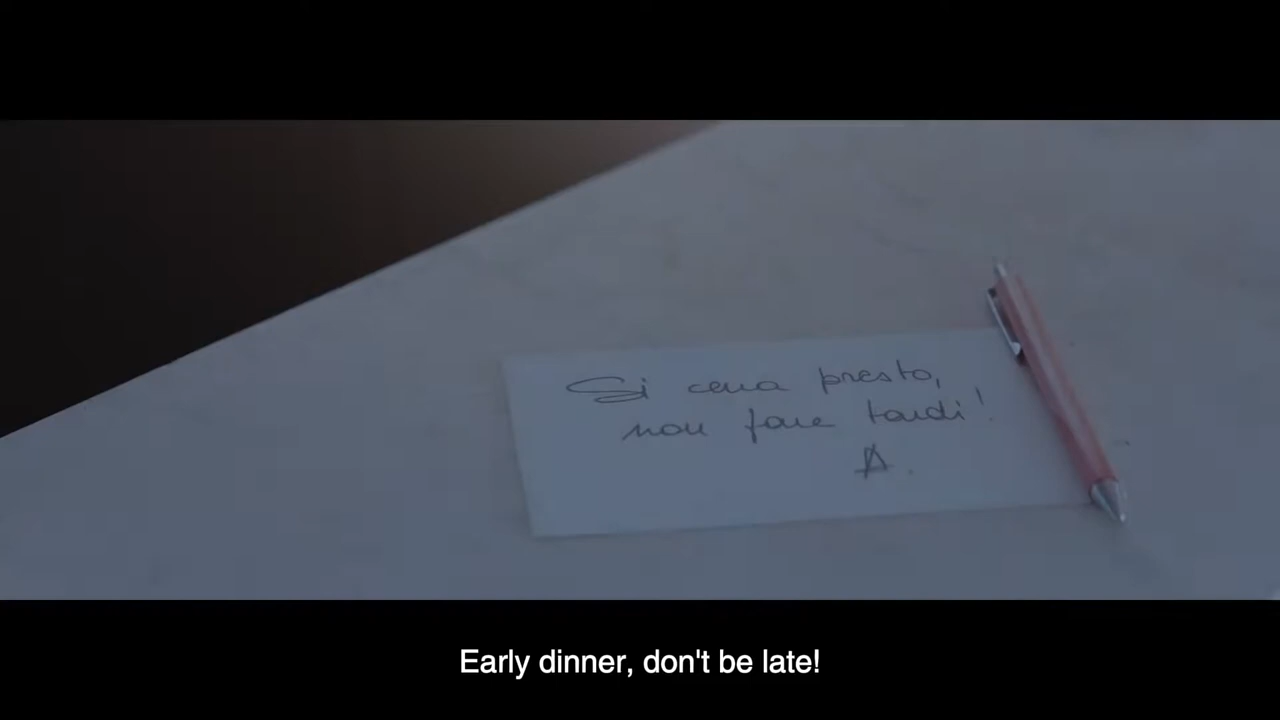 Si cena presto,
non fare tardi!
A.
Early dinner, don't be late!